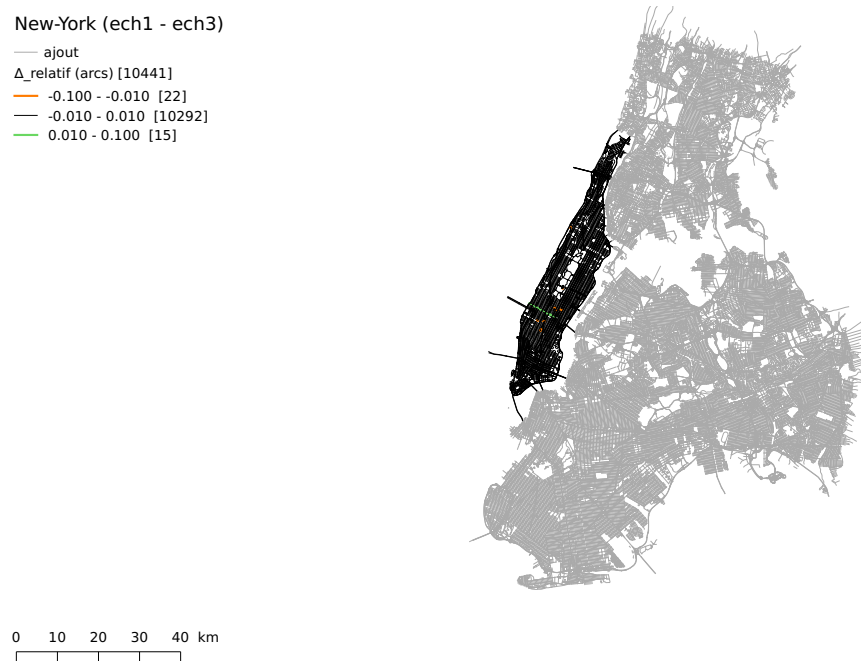 New-York (ech1 - ech3)
ajout
Δ_relatif (arcs) [10441]
-0.100 - -0.010 [22]
-0.010 - 0.010 [10292]
0.010 - 0.100 [15]
0 10 20 30 40 km